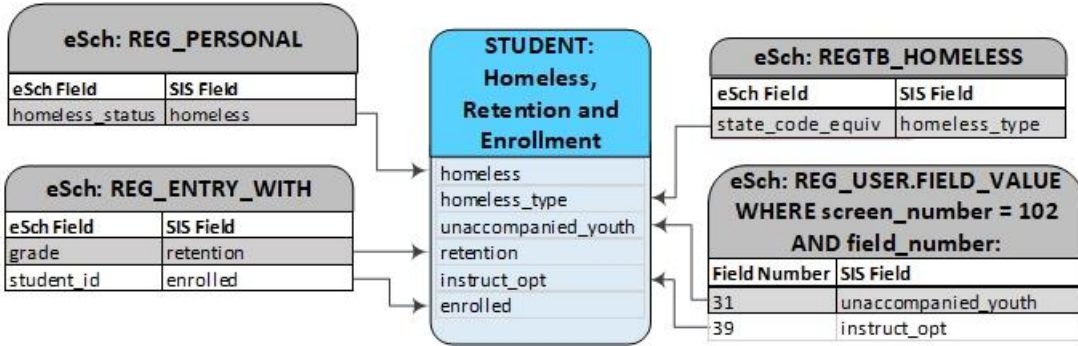 eSch: REG_PERSONAL
eSch Field SIS Field
homeless_status homeless
eSch: REG_ENTRY_WITH
eSch Field SIS Field
grade retention
student_id enrolled
STUDENT:
Homeless,
Retention and
Enrollment
homeless
homeless_type
unaccompanied_youth
retention
instruct_opt
enrolled
eSch: REGTB_HOMELESS
eSch Field SIS Field
state_code_equiv homeless_type
eSch: REG_USER.FIELD_VALUE
WHERE screen_number = 102
AND field_number:
Field Number SIS Field
31 unaccompanied_youth
39 instruct_opt